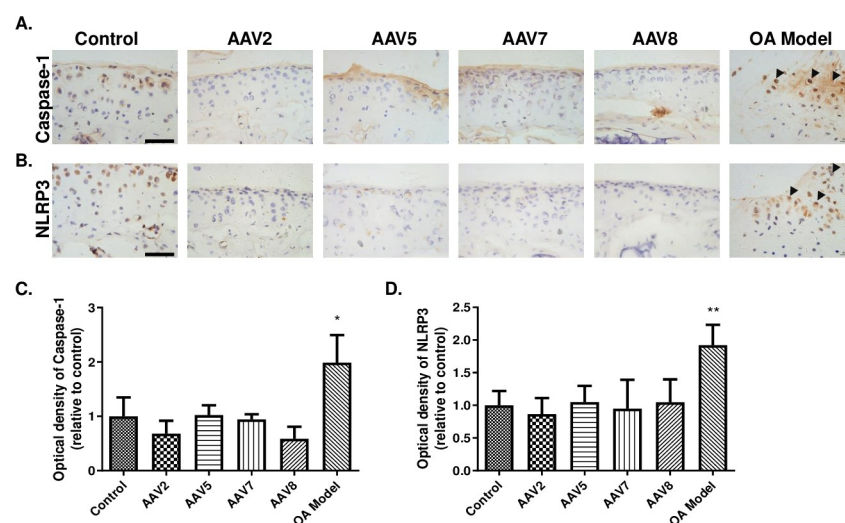 A.
Control AAV2 AAV5 AAV7 AAV8 OA Model
Caspase-1
B.
NLRP3
C.
Optical density of Caspase-1
(relative to control)
3
2
1
0
Control AAV2 AAV5 AAV7 AAV8 OA Model
*
D.
Optical density of NLRP3
(relative to control)
2.5
2.0
1.5
1.0
0.5
0.0
Control AAV2 AAV5 AAV7 AAV8 OA Model
**